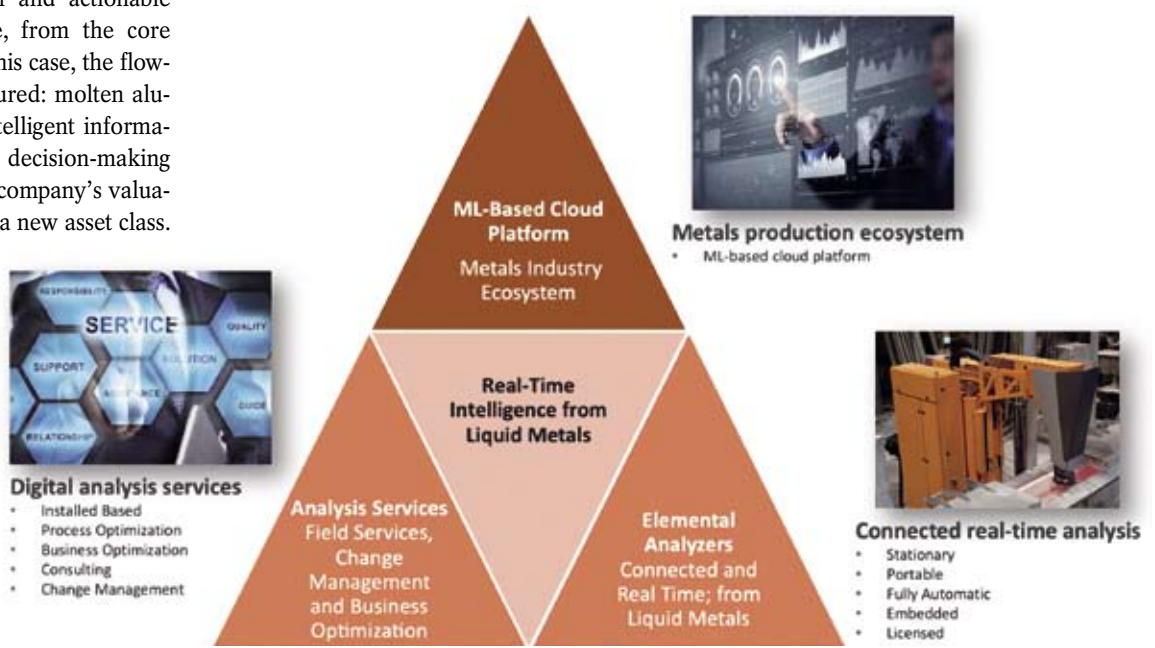 and actionable
, from the core
his case, the flow-
ured: molten alu-
telligent informa-
decision-making
company's valua-
a new asset class.
ML-Based Cloud
Platform
Metals Industry
Ecosystem
Metals production ecosystem
• ML-based cloud platform
RESPONSIBILITY
SERVICE
QUALITY
SUPPORT
SOLUTION
GUIDE
RELATIONSHIP
Digital analysis services
• Installed Based
• Process Optimization
• Business Optimization
• Consulting
• Change Management
Real-Time
Intelligence from
Liquid Metals
Analysis Services
Field Services,
Change
Management
and Business
Optimization
Elemental
Analyzers
Connected and
Real Time; from
Liquid Metals
Connected real-time analysis
• Stationary
• Portable
• Fully Automatic
• Embedded
• Licensed